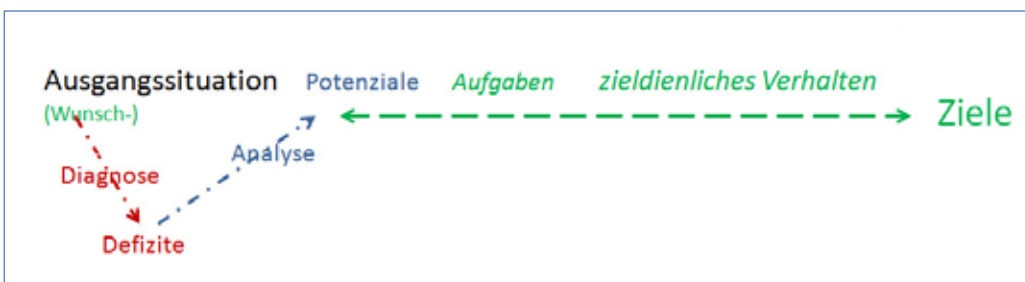 Ausgangssituation Potenziale Aufgaben zieldienliches Verhalten
(Wunsch-) Ziele
Analyse
Diagnose
Defizite